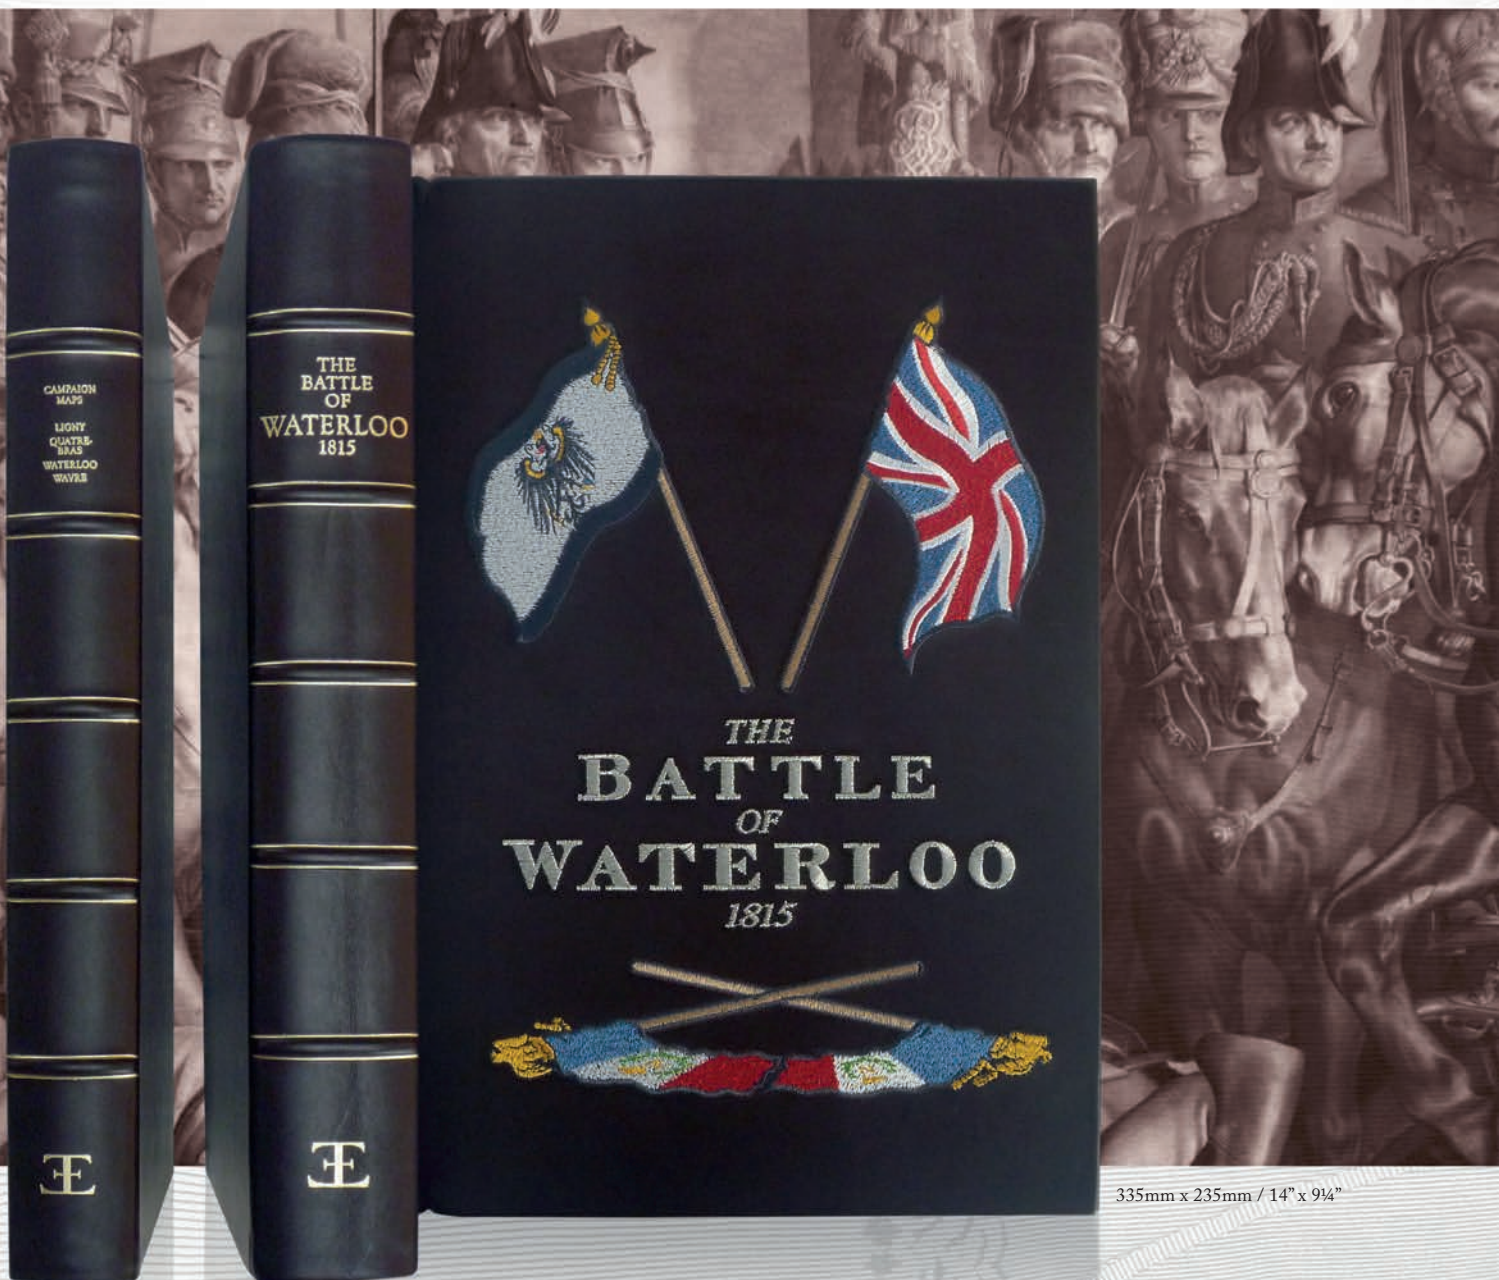 CAMPAIGN
MAPS
LIGNY
QUATRE-
BRAS
WATERLOO
WAVRE
THE
BATTLE
OF
WATERLOO
1815
THE
BATTLE
OF
WATERLOO
1815
335mm x 235mm / 14” x 9¼”